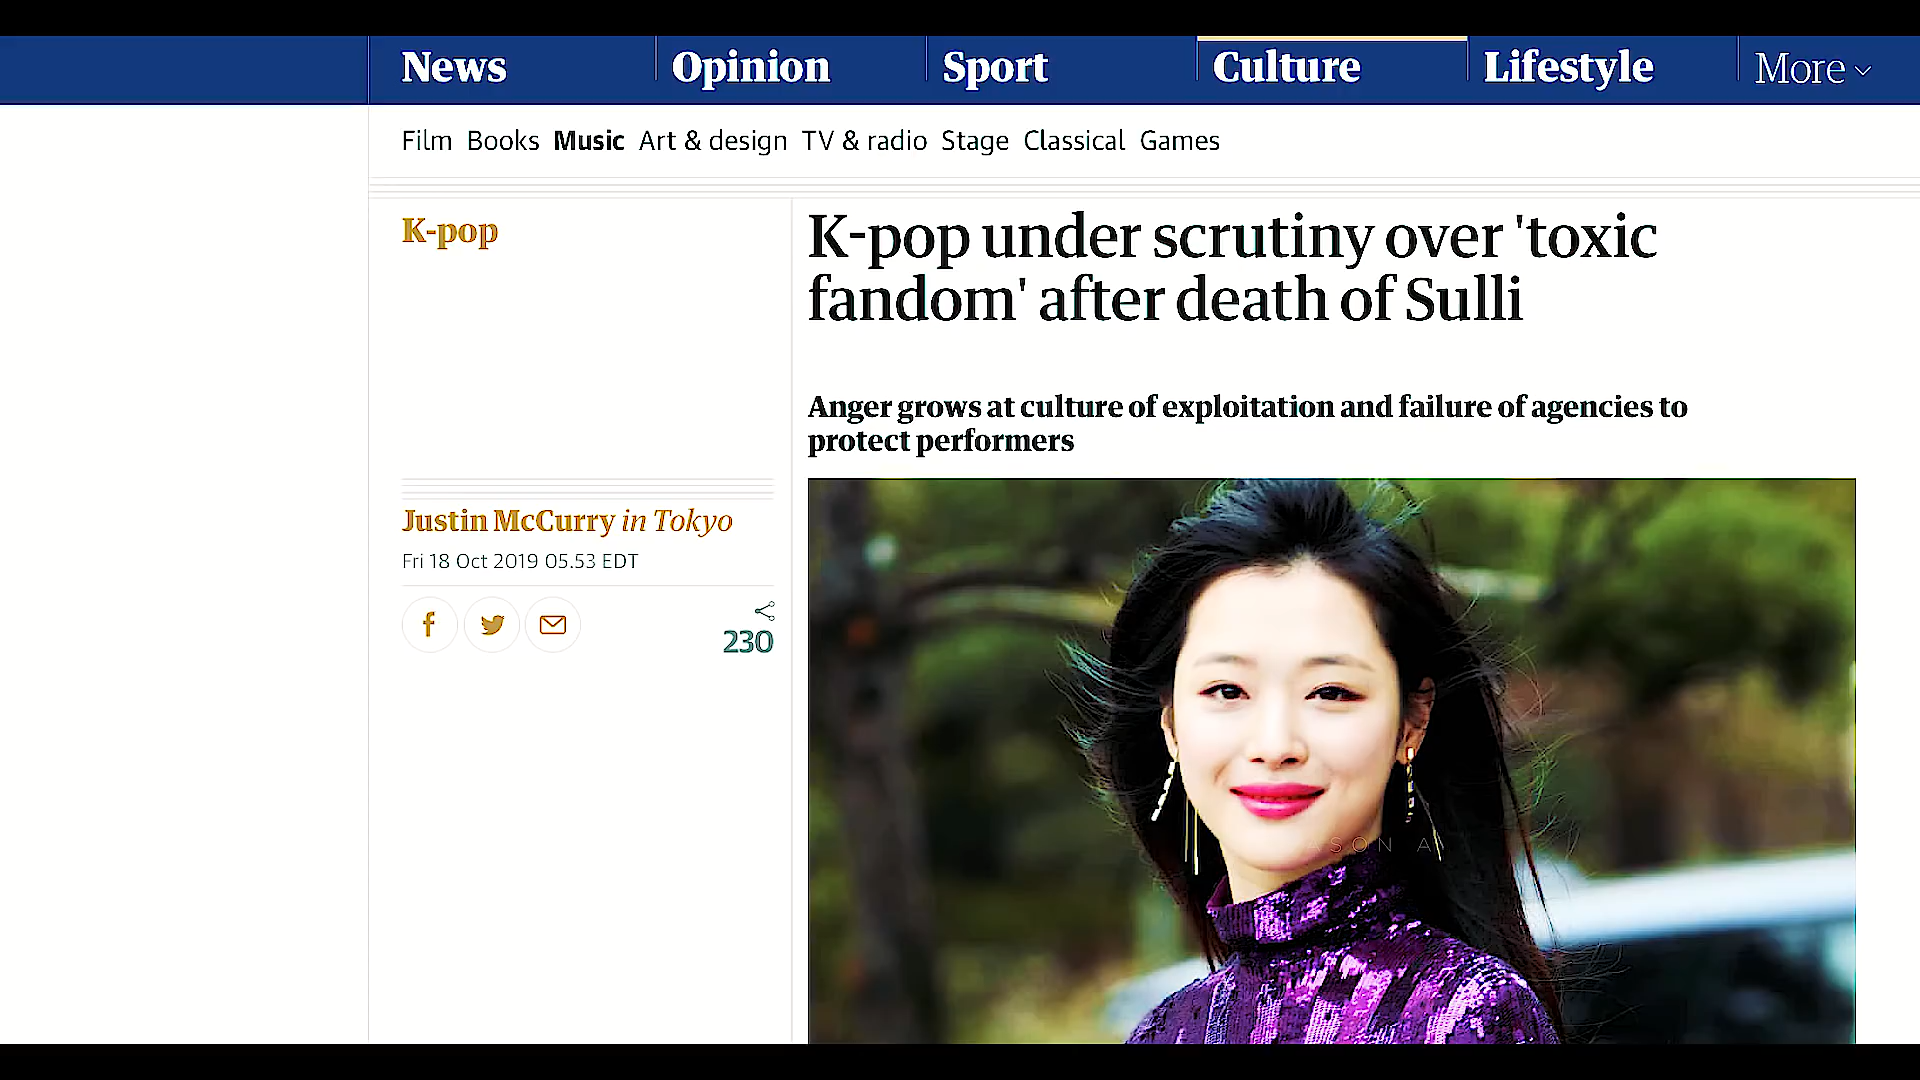 News Opinion Sport Culture Lifestyle More
Film Books Music Art & design TV & radio Stage Classical Games
K-pop
K-pop under scrutiny over 'toxic
fandom' after death of Sulli
Anger grows at culture of exploitation and failure of agencies to
protect performers
Justin McCurry in Tokyo
Fri 18 Oct 2019 05.53 EDT
230